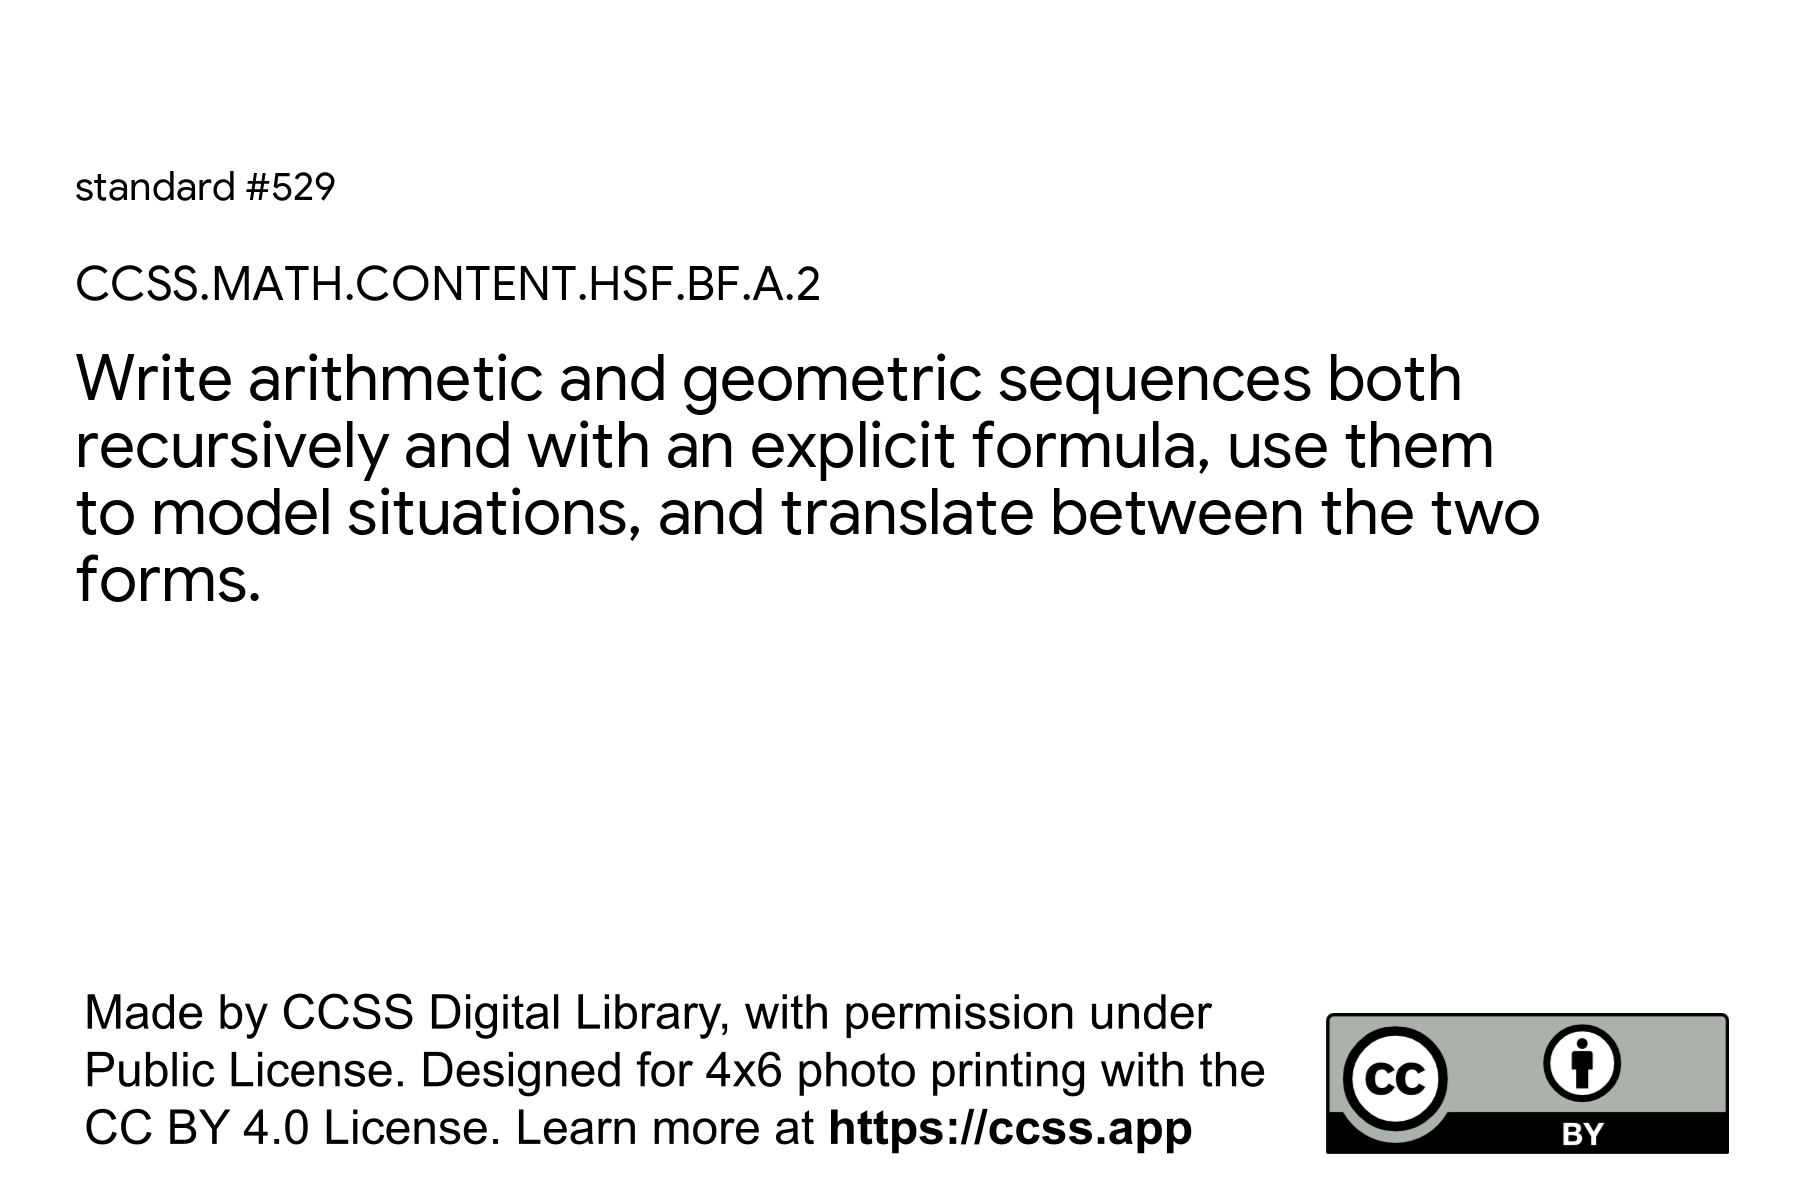 standard #529
CCSS.MATH.CONTENT.HSF.BF.A.2
Write arithmetic and geometric sequences both
recursively and with an explicit formula, use them
to model situations, and translate between the two
forms.
Made by CCSS Digital Library, with permission under
Public License. Designed for 4x6 photo printing with the
CC BY 4.0 License. Learn more at https://ccss.app
CC
BY